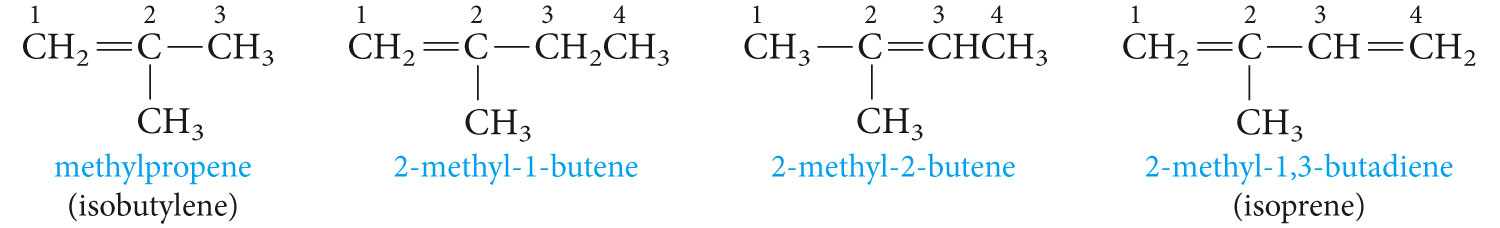 1 2 3 1 2 3 4 1 2 3 4 1 2 3 4
CH₂=C—CH₃ CH₂=C—CH₂CH₃ CH₃—C=CHCH₃ CH₂=C—CH=CH₂
CH₃ CH₃ CH₃ CH₃
methylpropene 2-methyl-1-butene 2-methyl-2-butene 2-methyl-1,3-butadiene
(isobutylene) (isoprene)